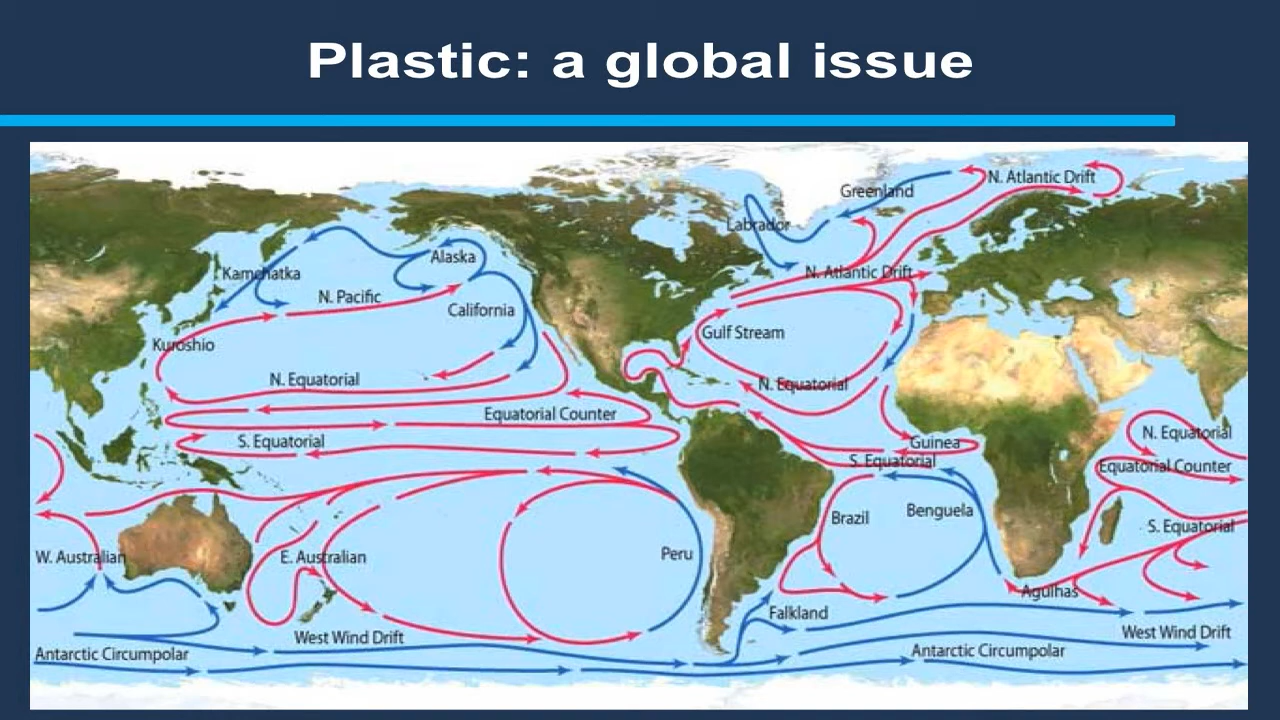 Plastic: a global issue
N. Atlantic Drift
Greenland
Labrador
Alaska
Kamchatka
N. Atlantic Drift
N. Pacific
California
Gulf Stream
Kuroshio
N. Equatorial
N. Equatorial
Equatorial Counter
N. Equatorial
S. Equatorial
Guinea
S. Equatorial
Equatorial Counter
Brazil
Benguela
S. Equatorial
W. Australian
E. Australian
Peru
Agulhas
Falkland
West Wind Drift
West Wind Drift
Antarctic Circumpolar
Antarctic Circumpolar